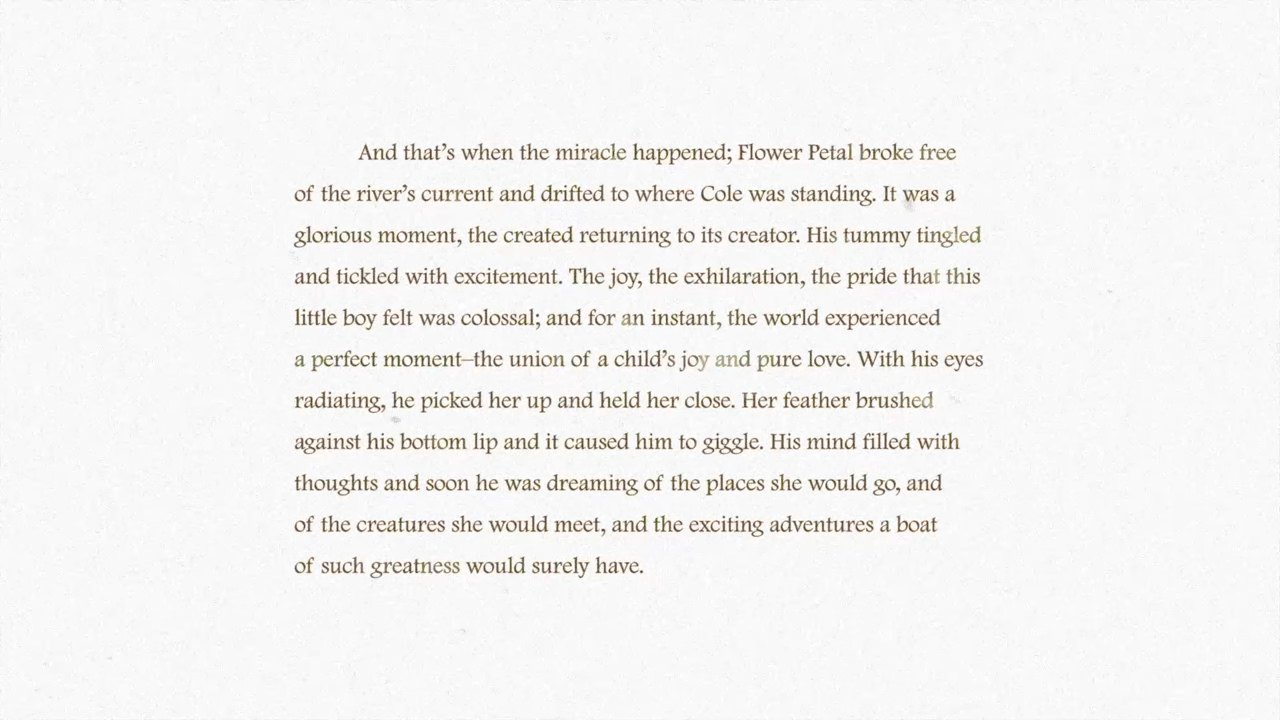 And that’s when the miracle happened; Flower Petal broke free
of the river’s current and drifted to where Cole was standing. It was a
glorious moment, the created returning to its creator. His tummy tingled
and tickled with excitement. The joy, the exhilaration, the pride that this
little boy felt was colossal; and for an instant, the world experienced
a perfect moment–the union of a child’s joy and pure love. With his eyes
radiating, he picked her up and held her close. Her feather brushed
against his bottom lip and it caused him to giggle. His mind filled with
thoughts and soon he was dreaming of the places she would go, and
of the creatures she would meet, and the exciting adventures a boat
of such greatness would surely have.